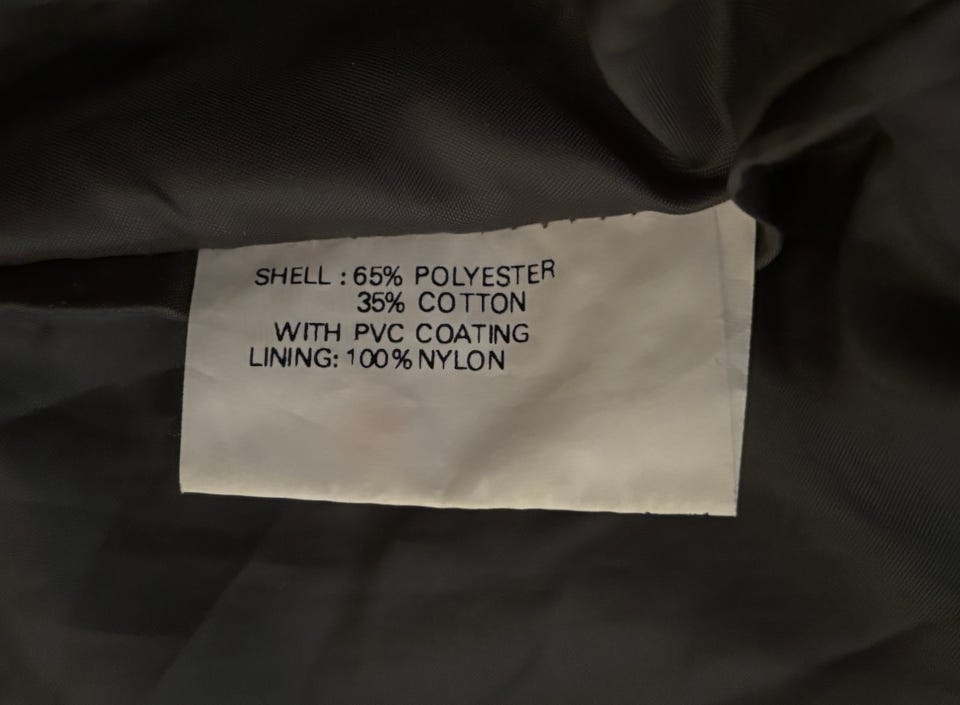 SHELL : 65% POLYESTER
35% COTTON
WITH PVC COATING
LINING: 100% NYLON